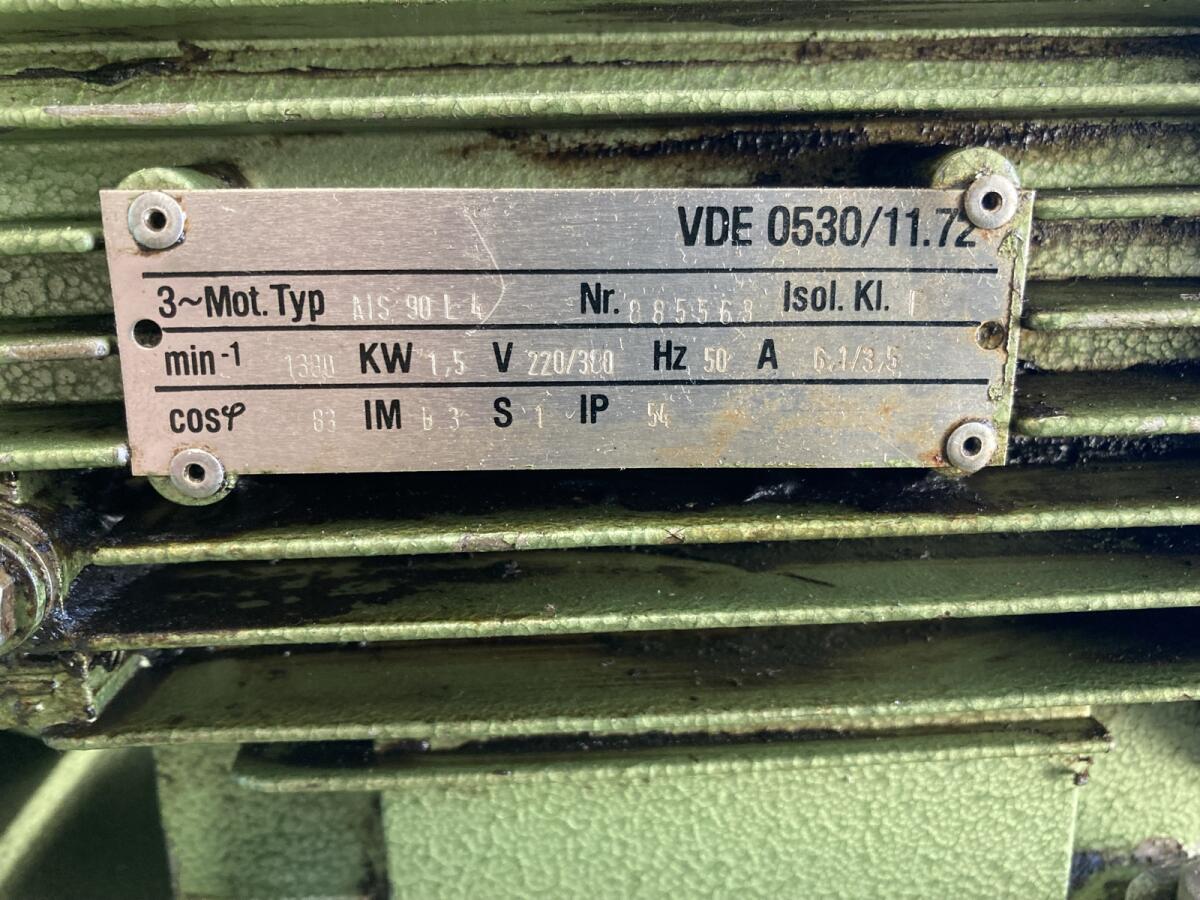 VDE 0530/11.72
3~Mot. Typ AIS 90 L 4 Nr. 885568 Isol. Kl.
min-1 1380 KW 1,5 V 220/380 Hz 50 A 6,1/3,5
cosφ 83 IM B 3 S 1 IP 54